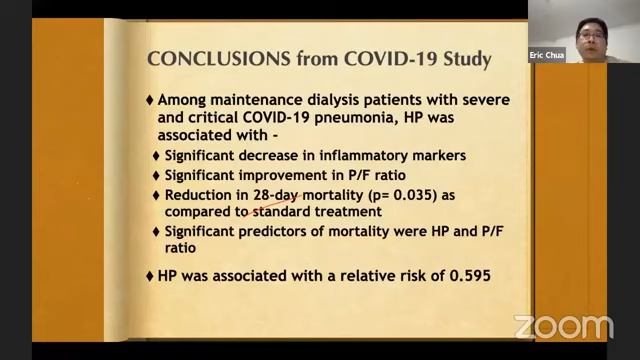 CONCLUSIONS from COVID-19 Study
Eric Chua
♦ Among maintenance dialysis patients with severe
and critical COVID-19 pneumonia, HP was
associated with -
♦ Significant decrease in inflammatory markers
♦ Significant improvement in P/F ratio
♦ Reduction in 28-day mortality (p= 0.035) as
compared to standard treatment
♦ Significant predictors of mortality were HP and P/F
ratio
♦ HP was associated with a relative risk of 0.595
zoom